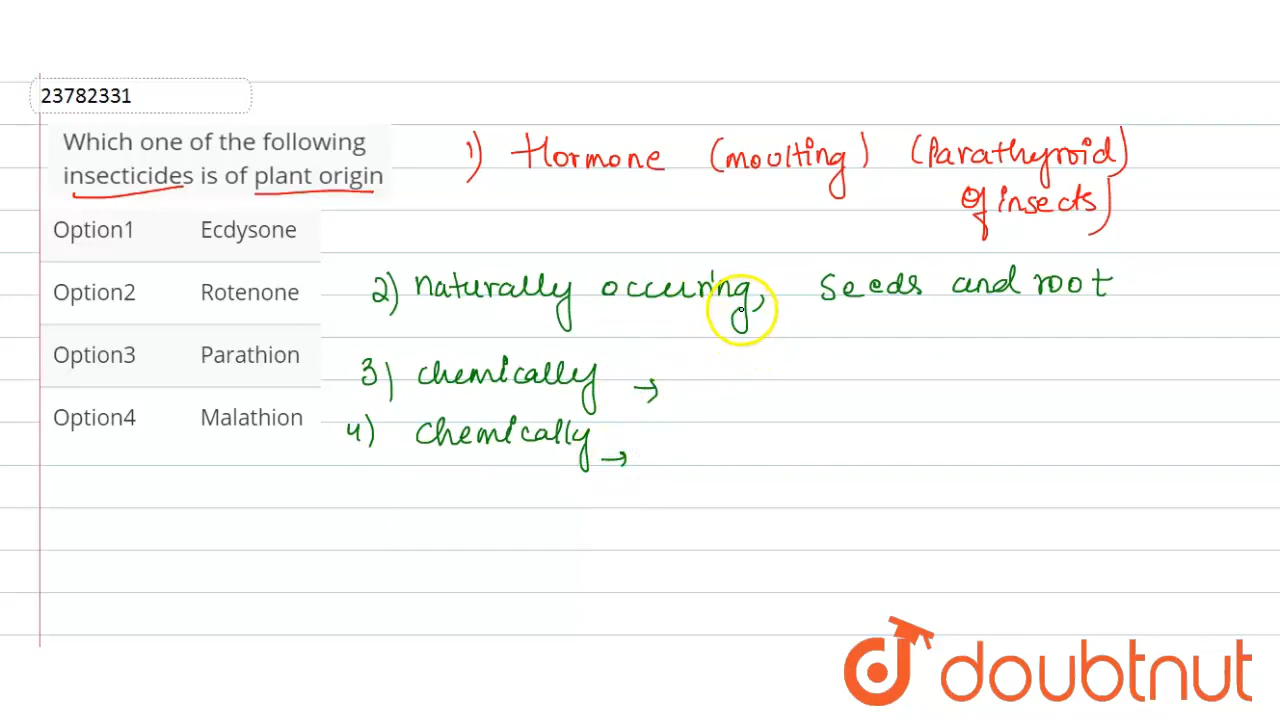 23782331
Which one of the following
insecticides is of plant origin
Option1 Ecdysone
Option2 Rotenone
Option3 Parathion
Option4 Malathion
1) Hormone (moulting) (Parathyroid)
of insects)
2) Naturally occuring, seeds and root
3) chemically →
4) chemically →
doubtnut